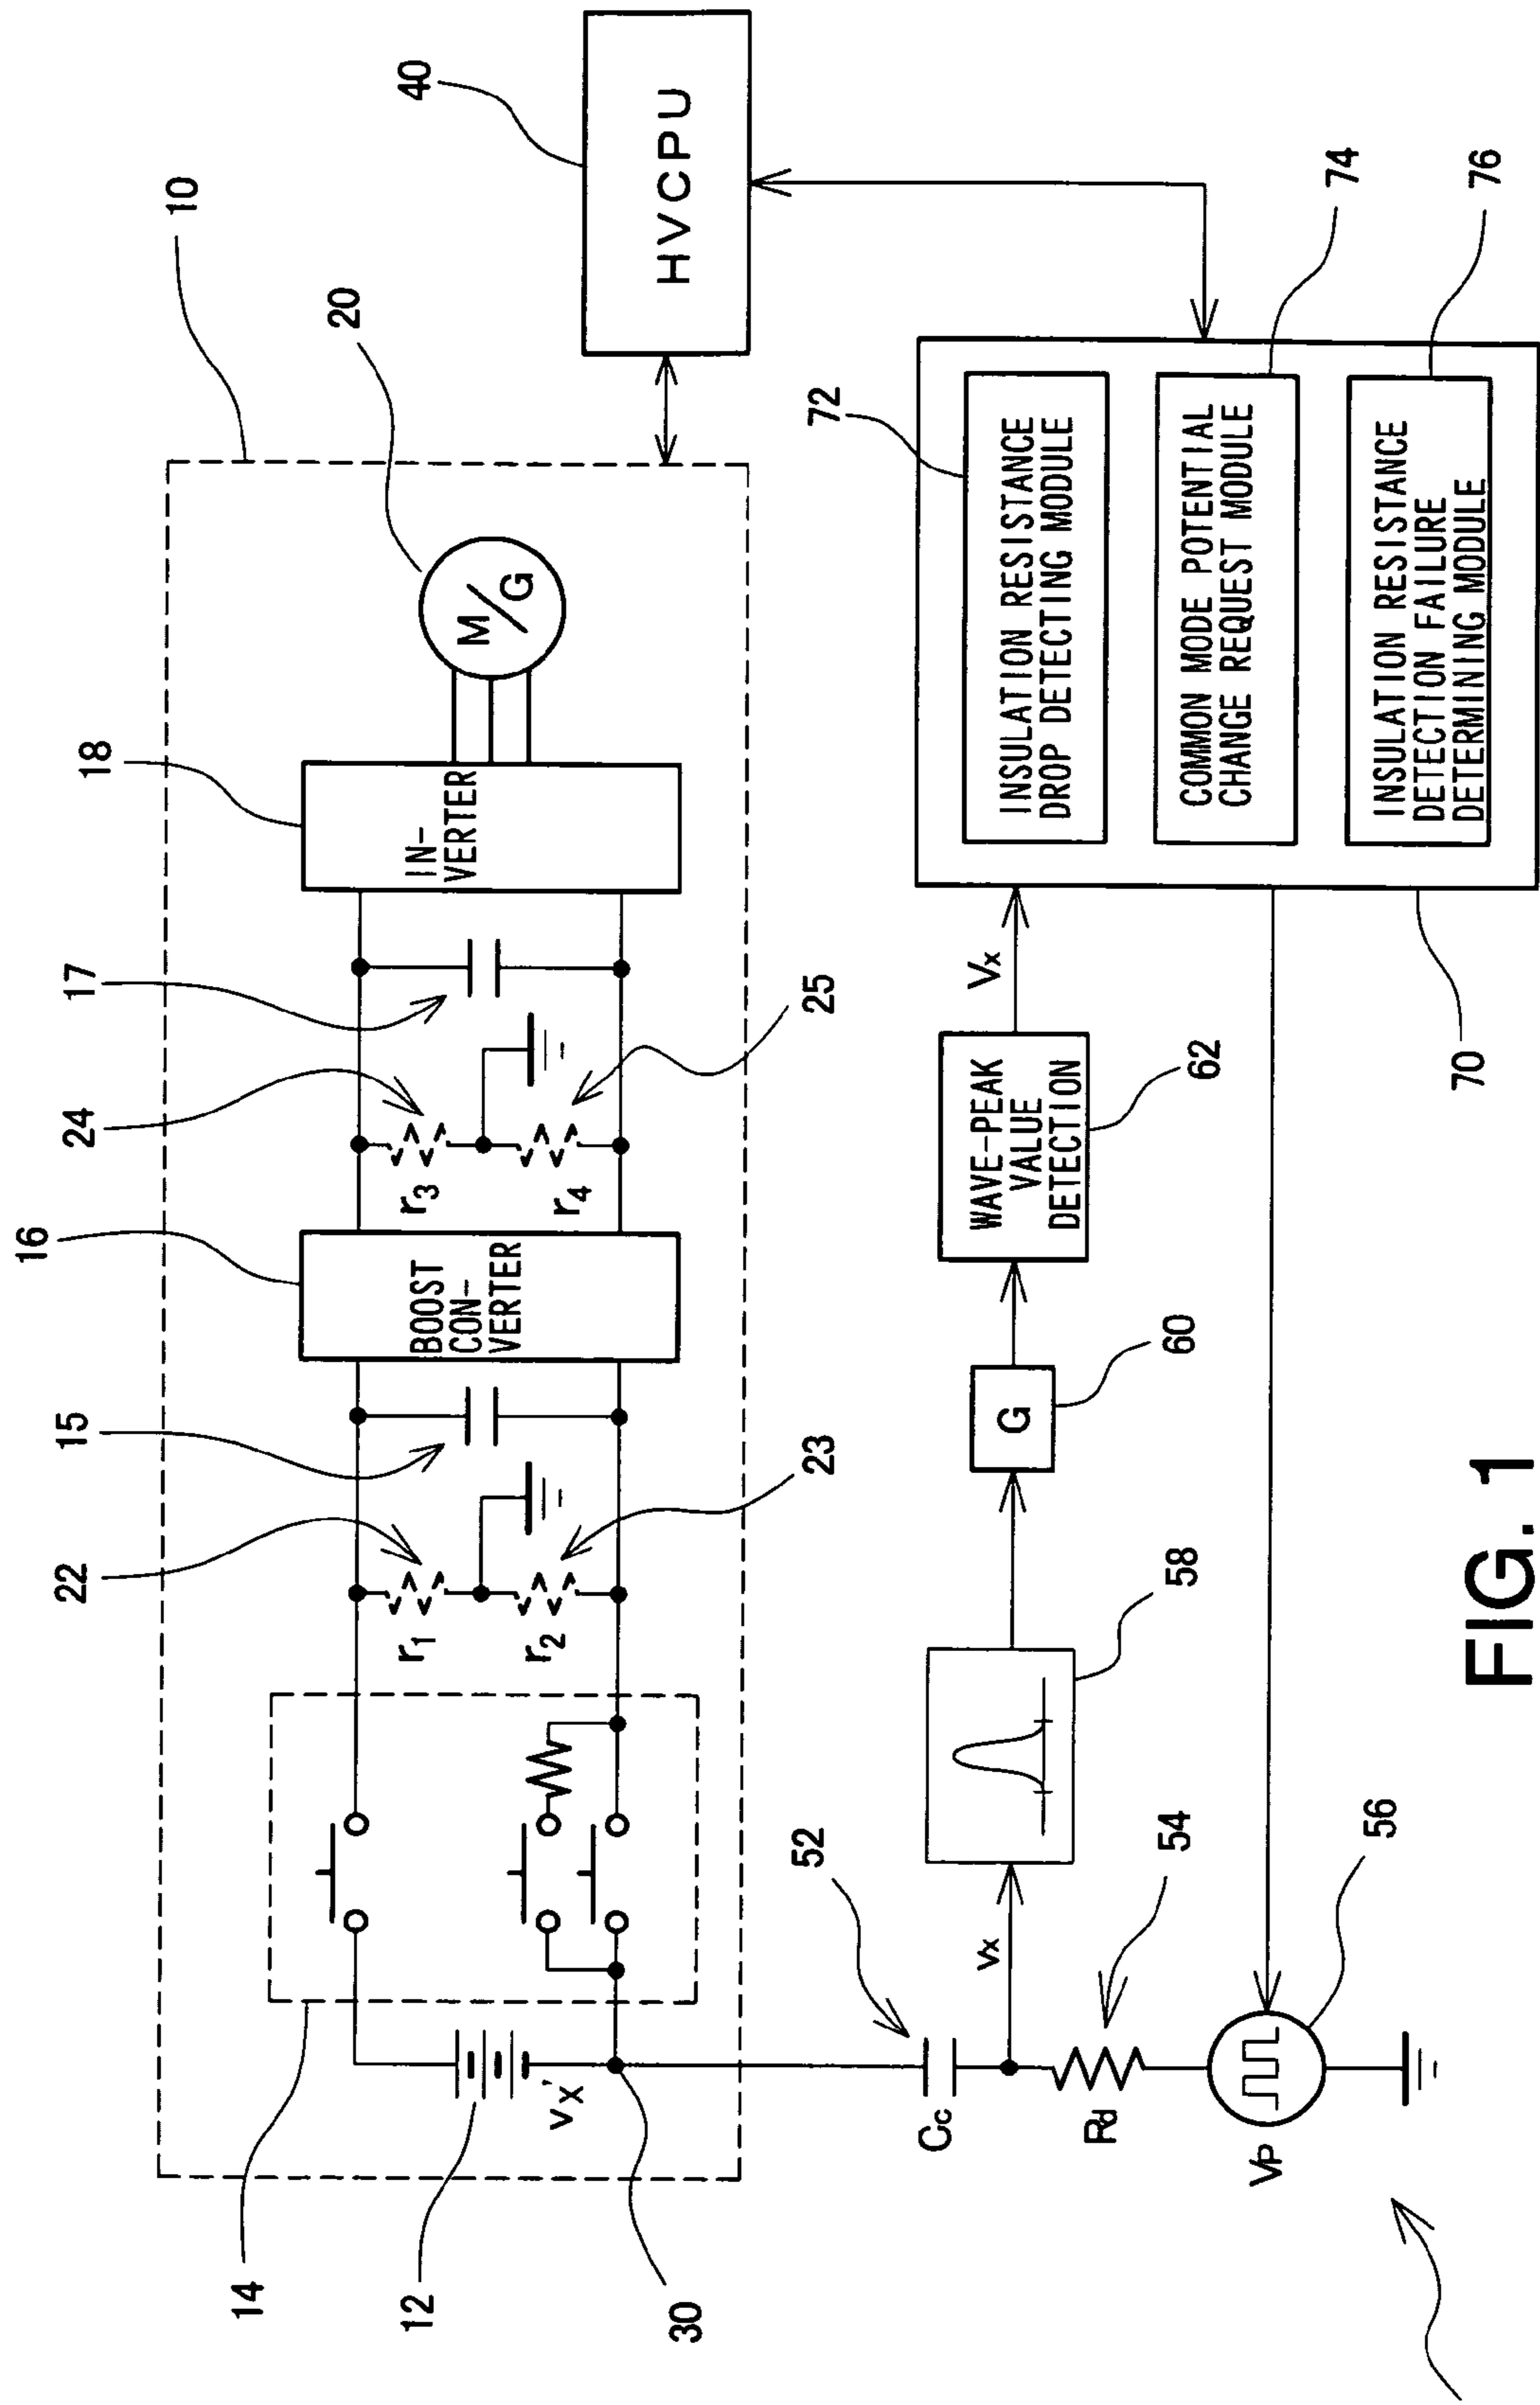 10
20
40
HVCPU
18
IN-
VERTER
M/G
17
24
25
r3
r4
16
BOOST
CON-
VERTER
15
22
23
r1
r2
14
12
Vx'
30
72
INSULATION RESISTANCE
DROP DETECTING MODULE
74
COMMON MODE POTENTIAL
CHANGE REQUEST MODULE
76
INSULATION RESISTANCE
DETECTION FAILURE
DETERMINING MODULE
70
Vx
62
WAVE-PEAK
VALUE
DETECTION
60
G
58
52
Cc
vx
54
Rd
56
VP
FIG. 1